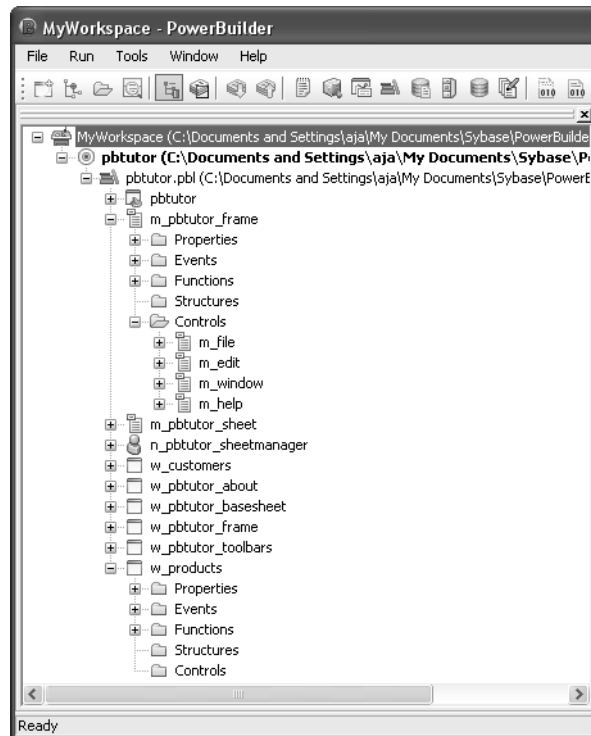 MyWorkspace - PowerBuilder
File Run Tools Window Help
010 010
MyWorkspace (C:\Documents and Settings\aja\My Documents\Sybase\PowerBuilde
pbtutor (C:\Documents and Settings\aja\My Documents\Sybase\P
pbtutor.pbl (C:\Documents and Settings\aja\My Documents\Sybase\PowerE
pbtutor
m_pbtutor_frame
Properties
Events
Functions
Structures
Controls
m_file
m_edit
m_window
m_help
m_pbtutor_sheet
n_pbtutor_sheetmanager
w_customers
w_pbtutor_about
w_pbtutor_basesheet
w_pbtutor_frame
w_pbtutor_toolbars
w_products
Properties
Events
Functions
Structures
Controls
Ready